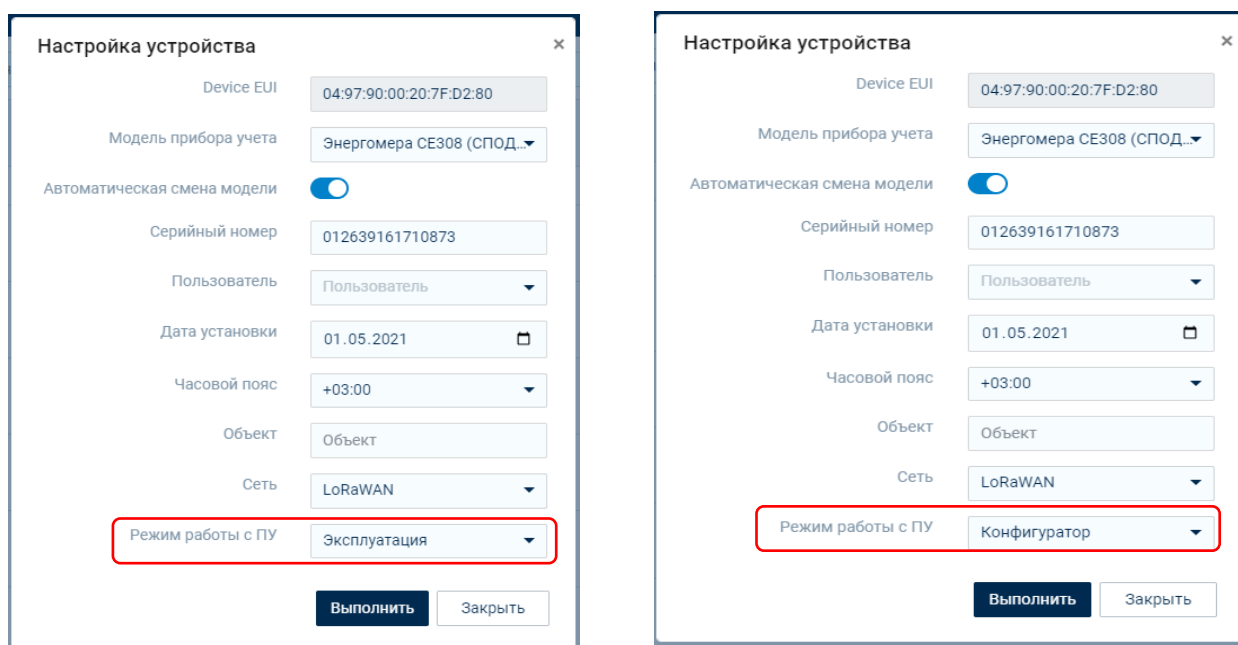 Настройка устройства ×
Device EUI 04:97:90:00:20:7F:D2:80
Модель прибора учета Энергомера CE308 (СПОД...
Автоматическая смена модели
Серийный номер 012639161710873
Пользователь Пользователь
Дата установки 01.05.2021
Часовой пояс +03:00
Объект Объект
Сеть LoRaWAN
Режим работы с ПУ Эксплуатация
Выполнить Закрыть
Настройка устройства ×
Device EUI 04:97:90:00:20:7F:D2:80
Модель прибора учета Энергомера CE308 (СПОД...
Автоматическая смена модели
Серийный номер 012639161710873
Пользователь Пользователь
Дата установки 01.05.2021
Часовой пояс +03:00
Объект Объект
Сеть LoRaWAN
Режим работы с ПУ Конфигуратор
Выполнить Закрыть